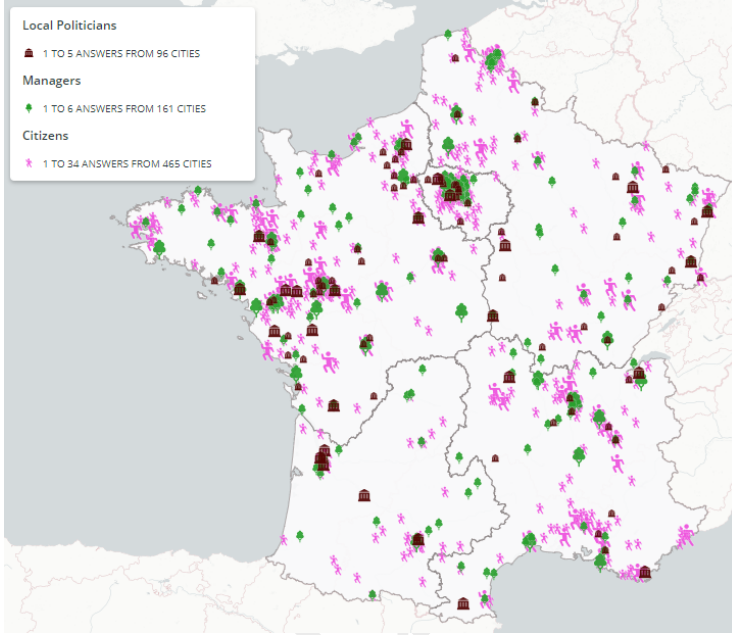 Local Politicians
1 TO 5 ANSWERS FROM 96 CITIES
Managers
1 TO 6 ANSWERS FROM 161 CITIES
Citizens
1 TO 34 ANSWERS FROM 465 CITIES